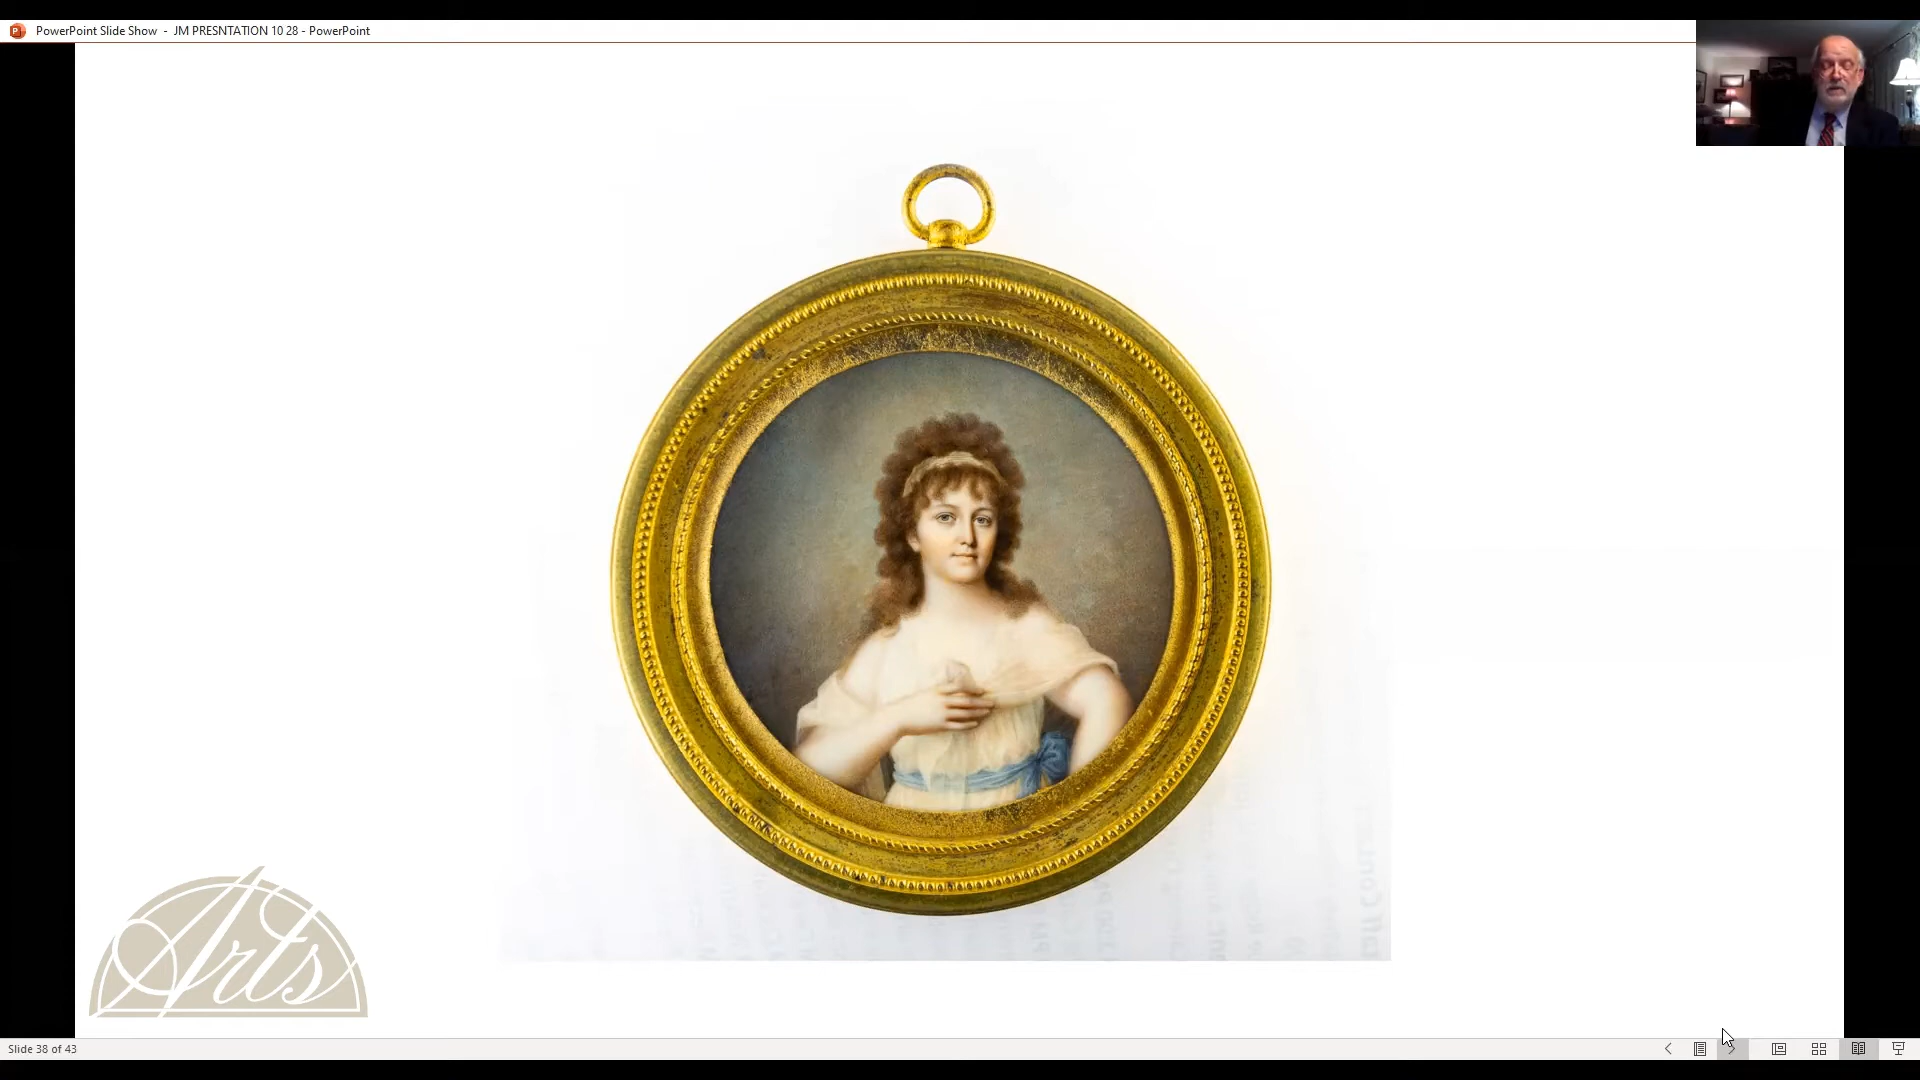 PowerPoint Slide Show - JM PRESNTATION 10 28 - PowerPoint
Arts
Slide 38 of 43